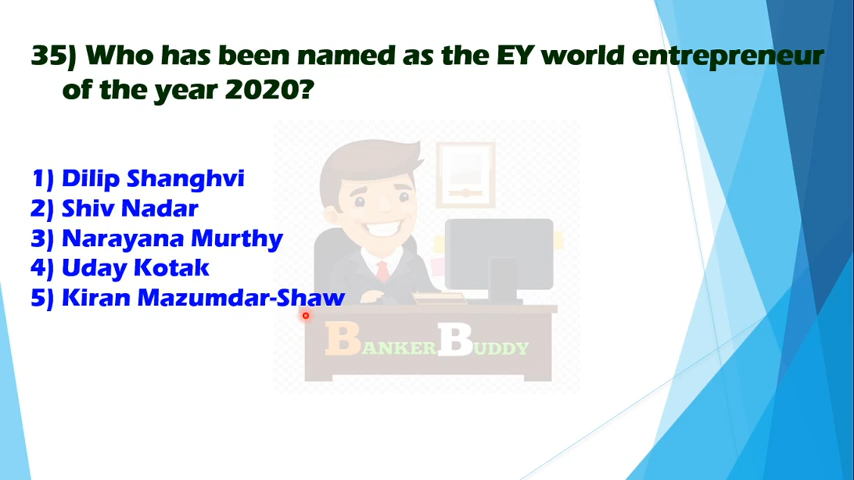 35) Who has been named as the EY world entrepreneur
of the year 2020?
1) Dilip Shanghvi
2) Shiv Nadar
3) Narayana Murthy
4) Uday Kotak
5) Kiran Mazumdar-Shaw
BANKER BUDDY